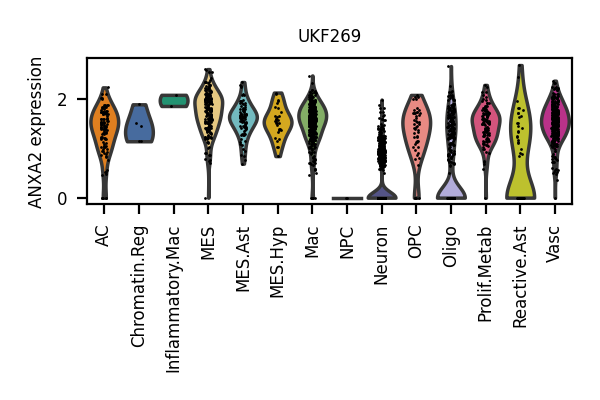 UKF269
ANXA2 expression
2
0
AC
Chromatin.Reg
Inflammatory.Mac
MES
MES.Ast
MES.Hyp
Mac
NPC
Neuron
OPC
Oligo
Prolif.Metab
Reactive.Ast
Vasc